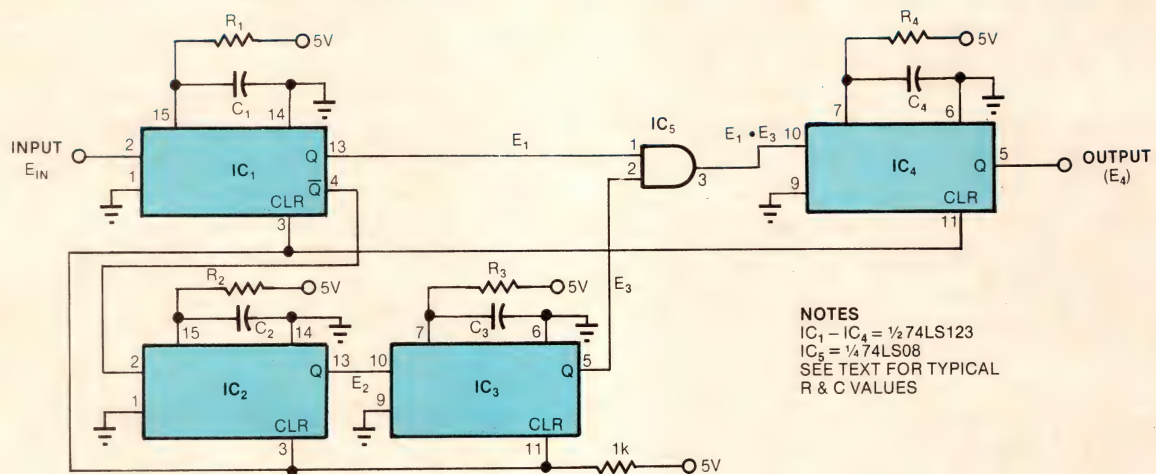 R₁
5V
C₁
15
14
INPUT
E_IN
2
1
IC₁
13
Q
Q̅
4
CLR
3
E₁
IC₅
1
2
3
E₁ • E₃
R₄
5V
C₄
7
6
10
9
IC₄
Q
5
CLR
11
OUTPUT
(E₄)
R₂
5V
C₂
15
14
2
1
IC₂
Q
13
CLR
3
E₂
R₃
5V
C₃
7
6
10
9
IC₃
Q
5
CLR
11
E₃
1k
5V
NOTES
IC₁ – IC₄ = ½ 74LS123
IC₅ = ¼ 74LS08
SEE TEXT FOR TYPICAL
R & C VALUES